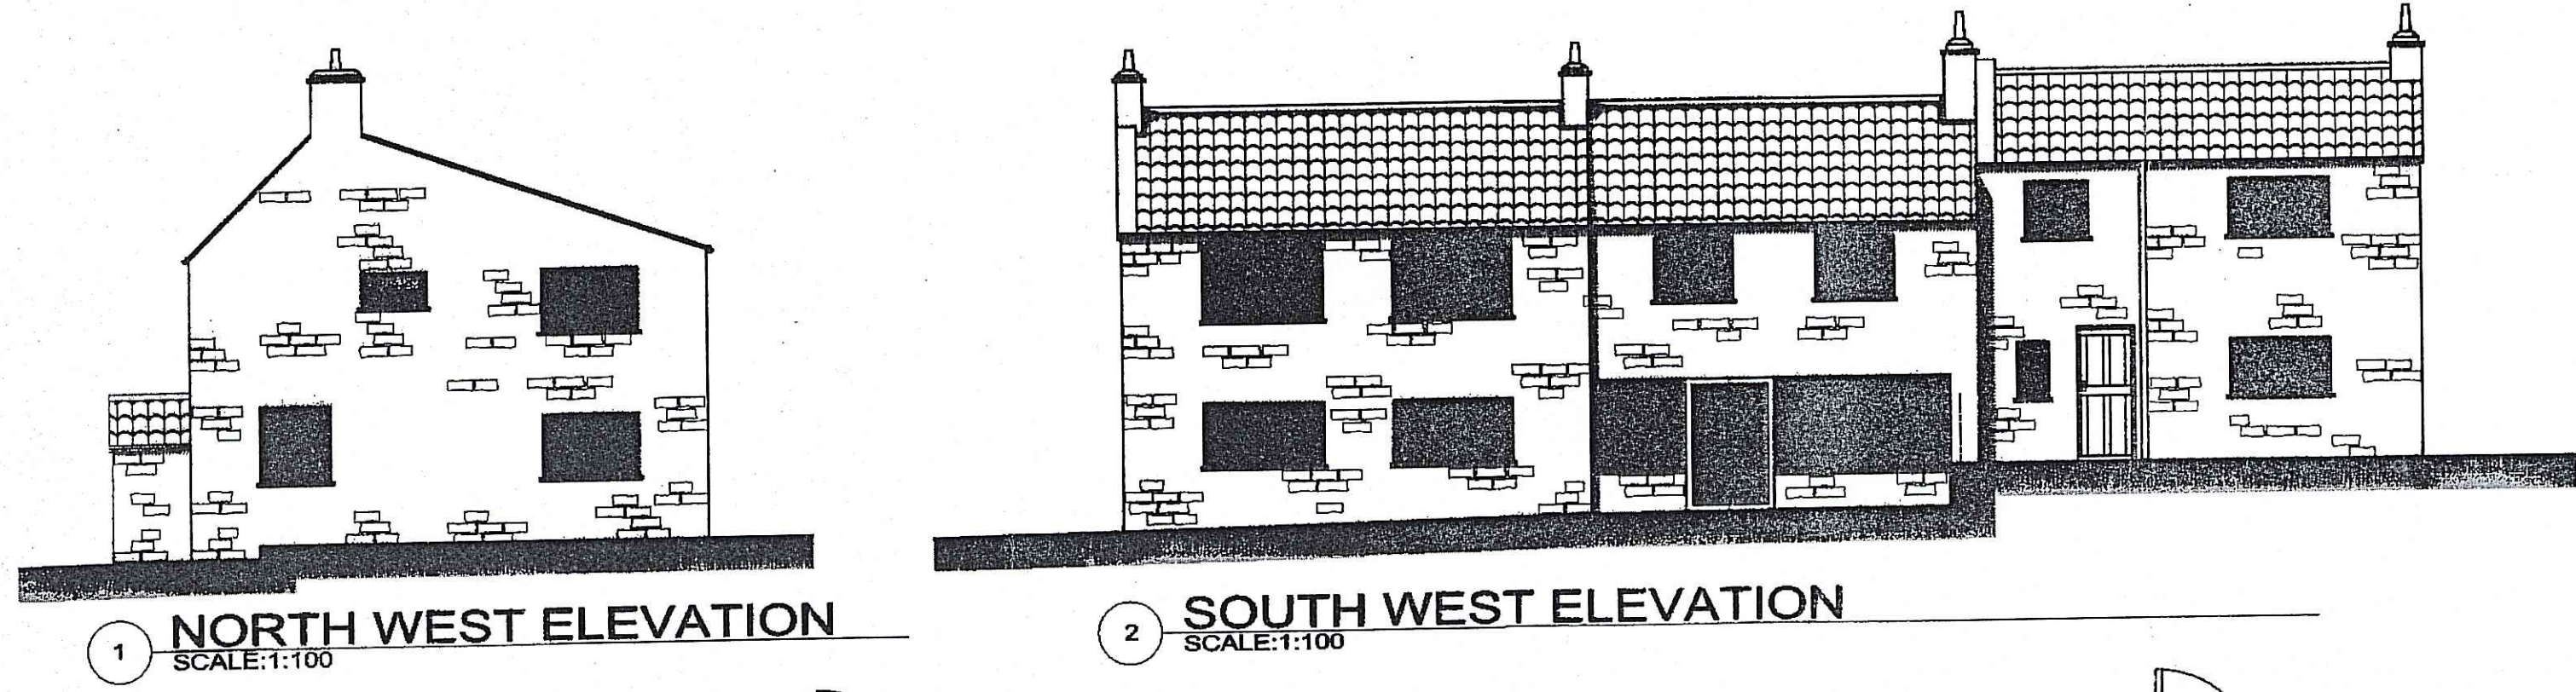 1 NORTH WEST ELEVATION
SCALE:1:100
2 SOUTH WEST ELEVATION
SCALE:1:100